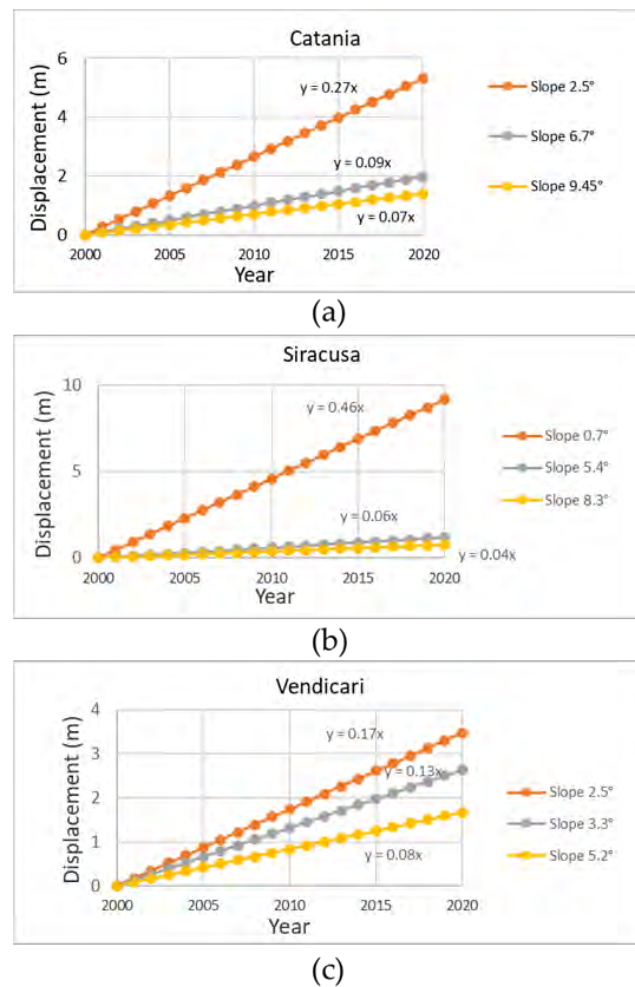 Catania
Displacement (m)
6
4
2
0
y = 0.27x
y = 0.09x
y = 0.07x
2000 2005 2010 2015 2020
Year
Slope 2.5°
Slope 6.7°
Slope 9.45°
(a)
Siracusa
Displacement (m)
10
5
0
y = 0.46x
y = 0.06x
y = 0.04x
2000 2005 2010 2015 2020
Year
Slope 0.7°
Slope 5.4°
Slope 8.3°
(b)
Vendicari
Displacement (m)
4
3
2
1
0
y = 0.17x
y = 0.13x
y = 0.08x
2000 2005 2010 2015 2020
Year
Slope 2.5°
Slope 3.3°
Slope 5.2°
(c)